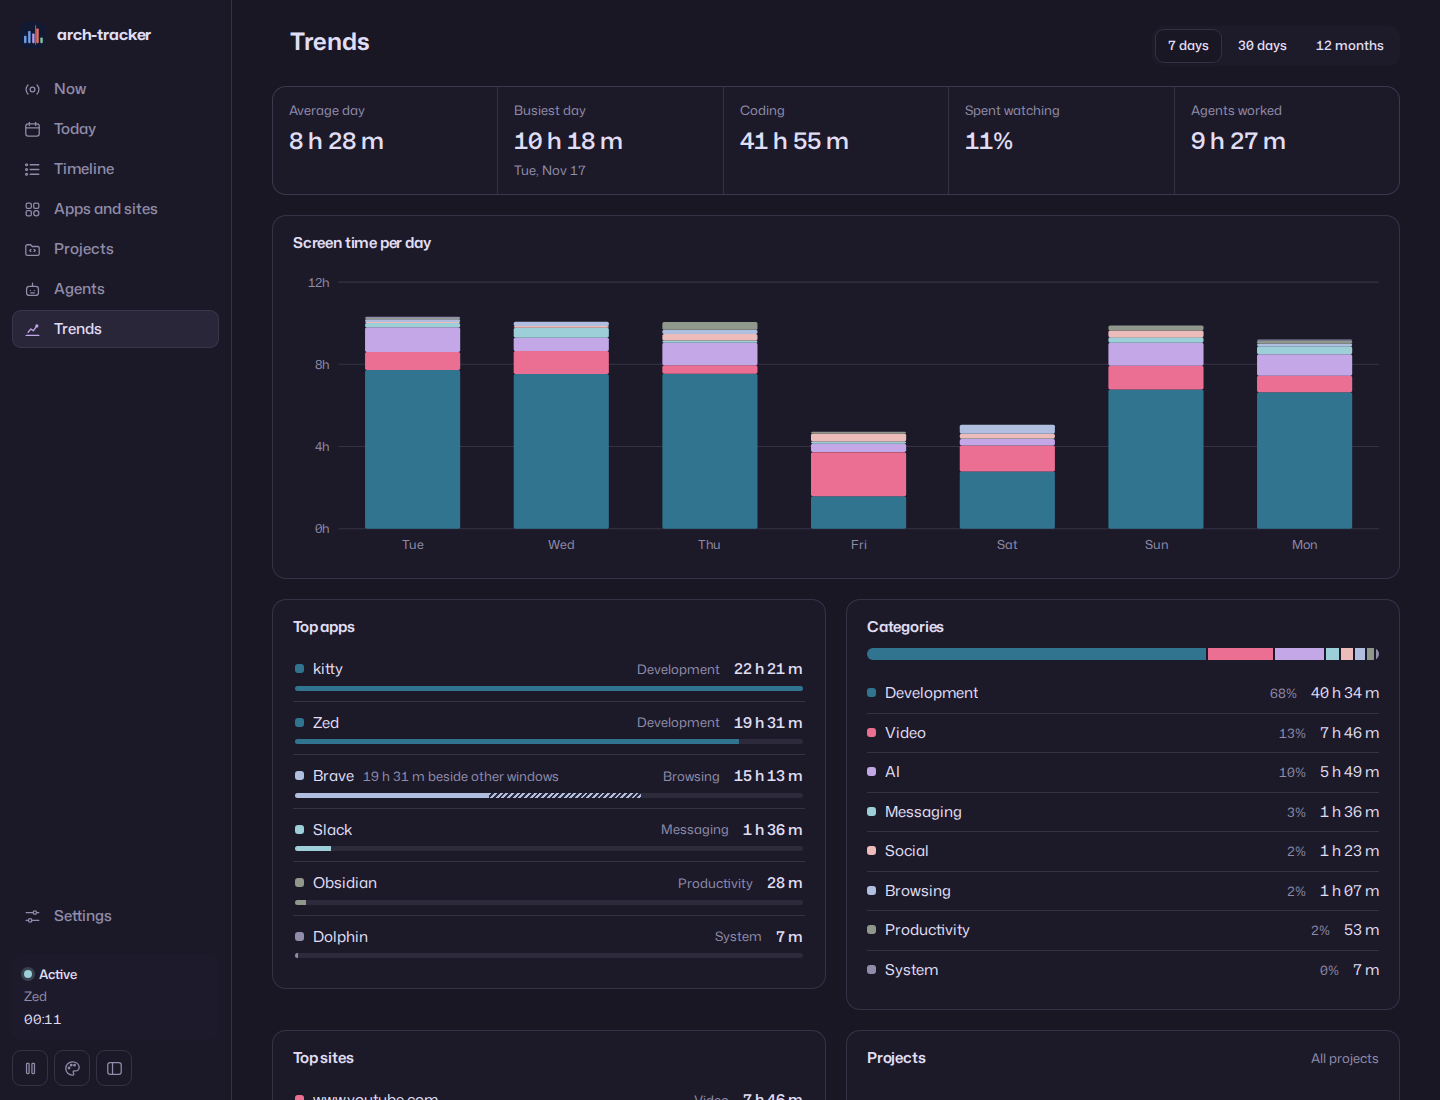 arch-tracker
Now
Today
Timeline
Apps and sites
Projects
Agents
Trends
Settings
Active
Zed
00:11
Trends
7 days 30 days 12 months
Average day
8 h 28 m
Busiest day
10 h 18 m
Tue, Nov 17
Coding
41 h 55 m
Spent watching
11%
Agents worked
9 h 27 m
Screen time per day
12h
8h
4h
0h
Tue Wed Thu Fri Sat Sun Mon
Top apps
kitty Development 22 h 21 m
Zed Development 19 h 31 m
Brave 19 h 31 m beside other windows Browsing 15 h 13 m
Slack Messaging 1 h 36 m
Obsidian Productivity 28 m
Dolphin System 7 m
Categories
Development 68% 40 h 34 m
Video 13% 7 h 46 m
AI 10% 5 h 49 m
Messaging 3% 1 h 36 m
Social 2% 1 h 23 m
Browsing 2% 1 h 07 m
Productivity 2% 53 m
System 0% 7 m
Top sites
www.youtube.com Video 7 h 46 m
Projects All projects